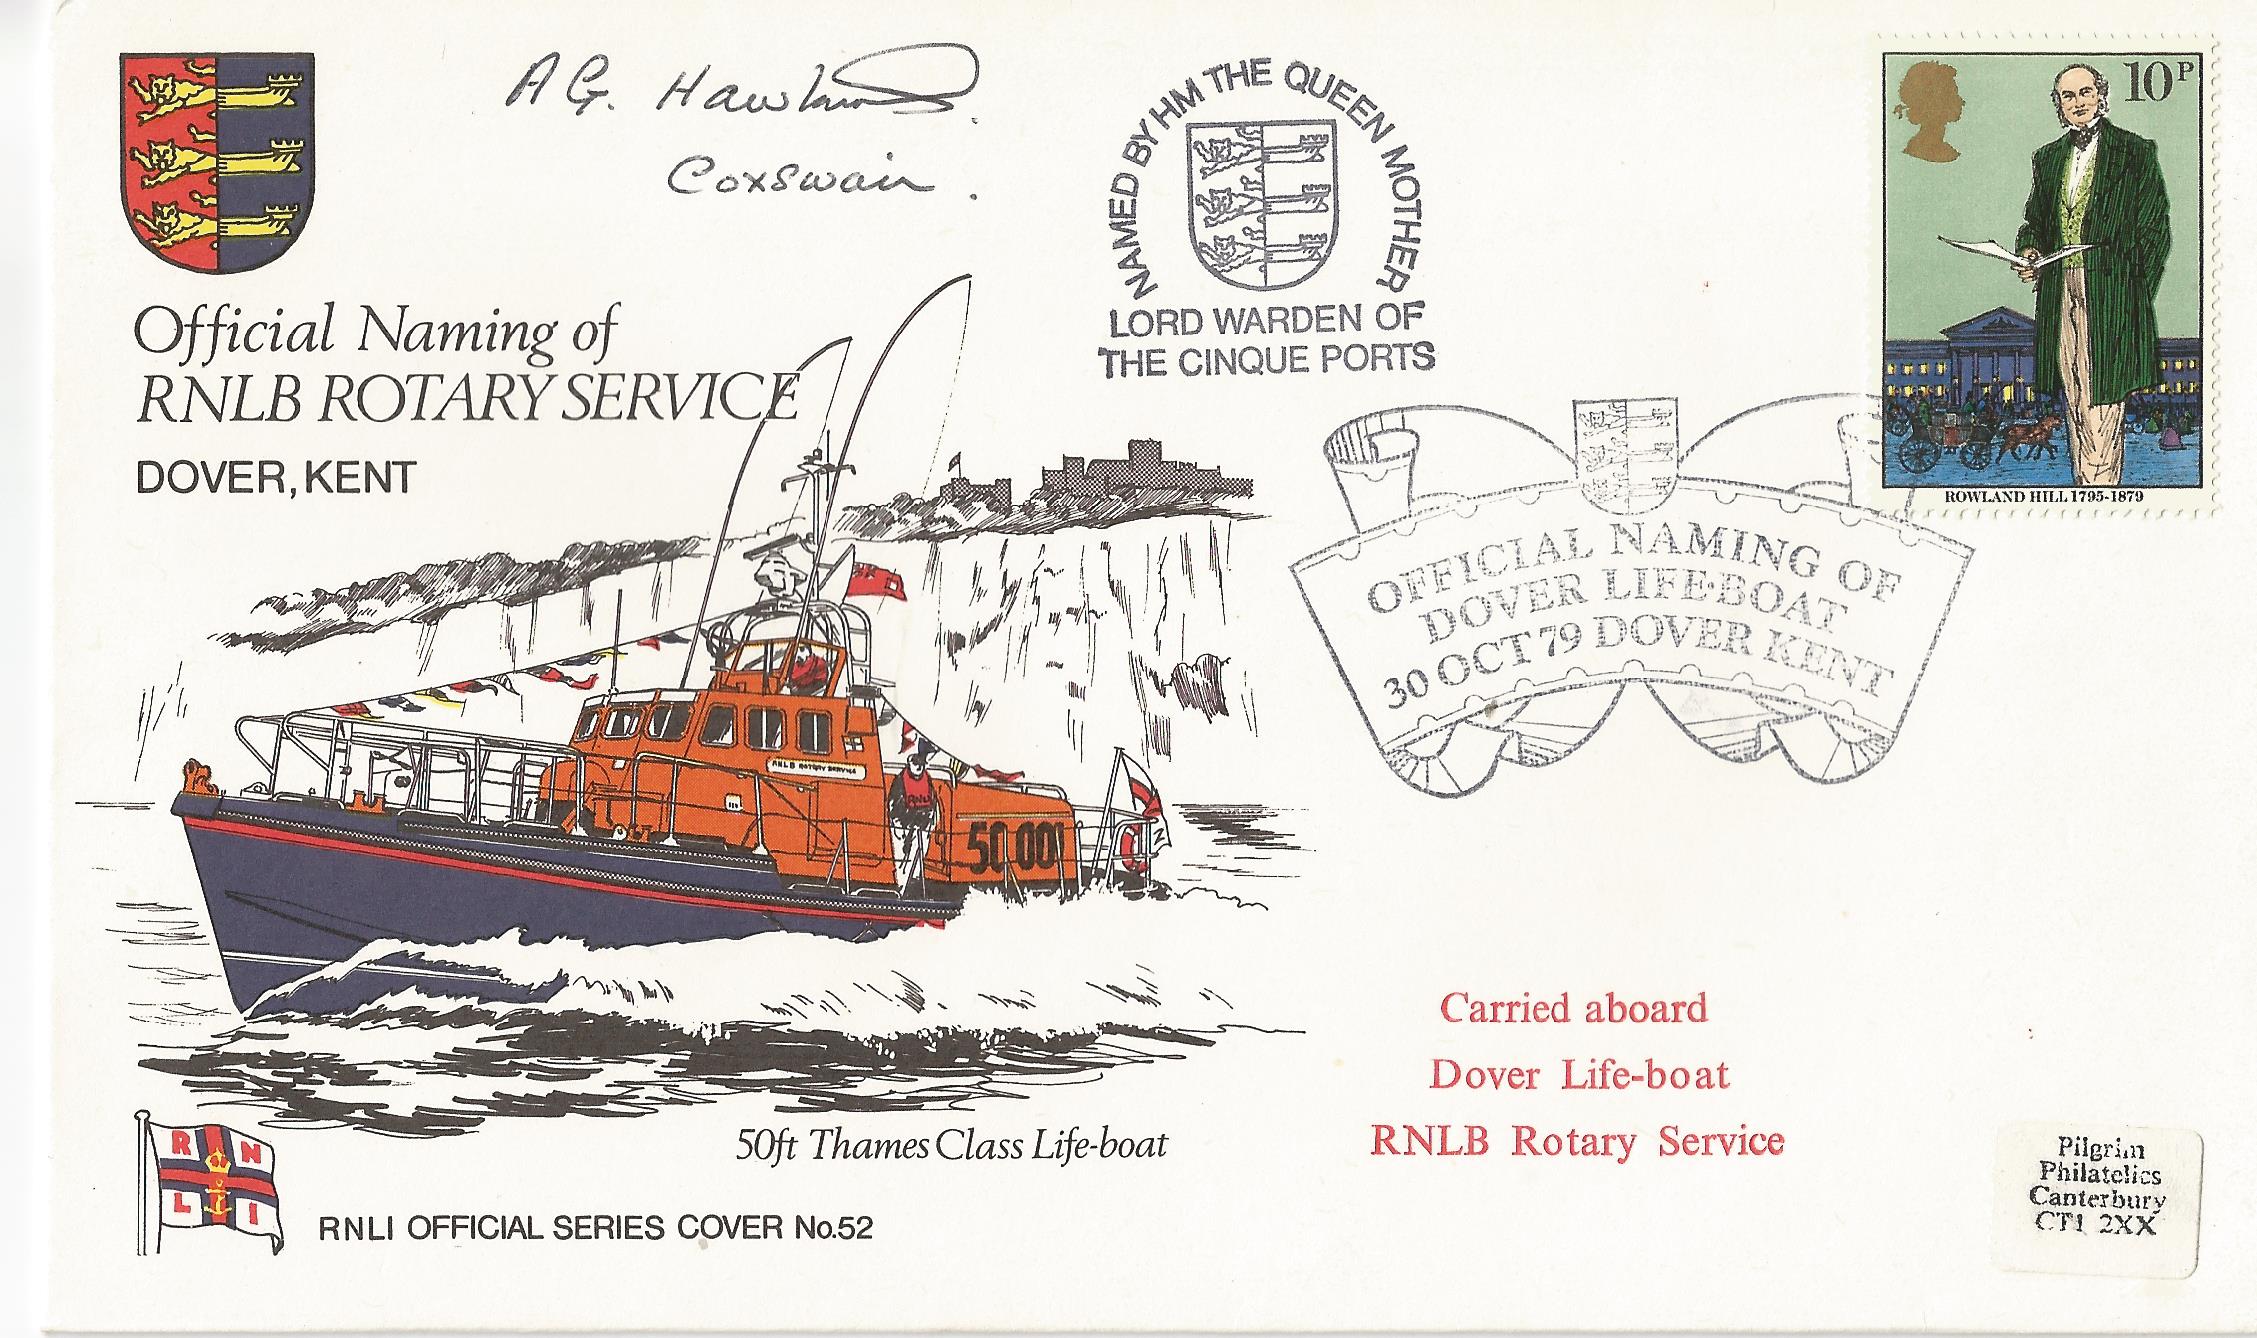 A G. Hawkins
Coxswain.
NAMED BY HM THE QUEEN MOTHER
LORD WARDEN OF
THE CINQUE PORTS
10P
ROWLAND HILL 1795-1879
Official Naming of
RNLB ROTARY SERVICE
DOVER, KENT
OFFICIAL NAMING OF
DOVER LIFE-BOAT
30 OCT 79 DOVER KENT
RNLB ROTARY SERVICE
RNLI
50 001
Carried aboard
Dover Life-boat
RNLB Rotary Service
50ft Thames Class Life-boat
R N
L I
RNLI OFFICIAL SERIES COVER No.52
Pilgrim
Philatelics
Canterbury
CT1 2XX